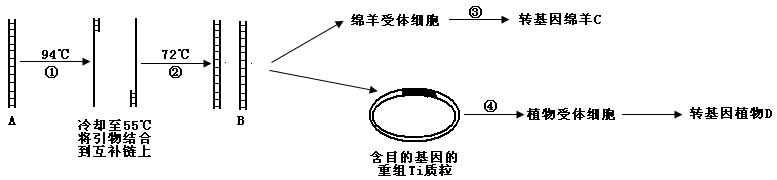 绵羊受体细胞 ③ 转基因绵羊C
94℃ 72℃
① ②
④ 植物受体细胞 转基因植物D
A B
冷却至55℃
将引物结合
到互补链上
含目的基因的
重组Ti质粒